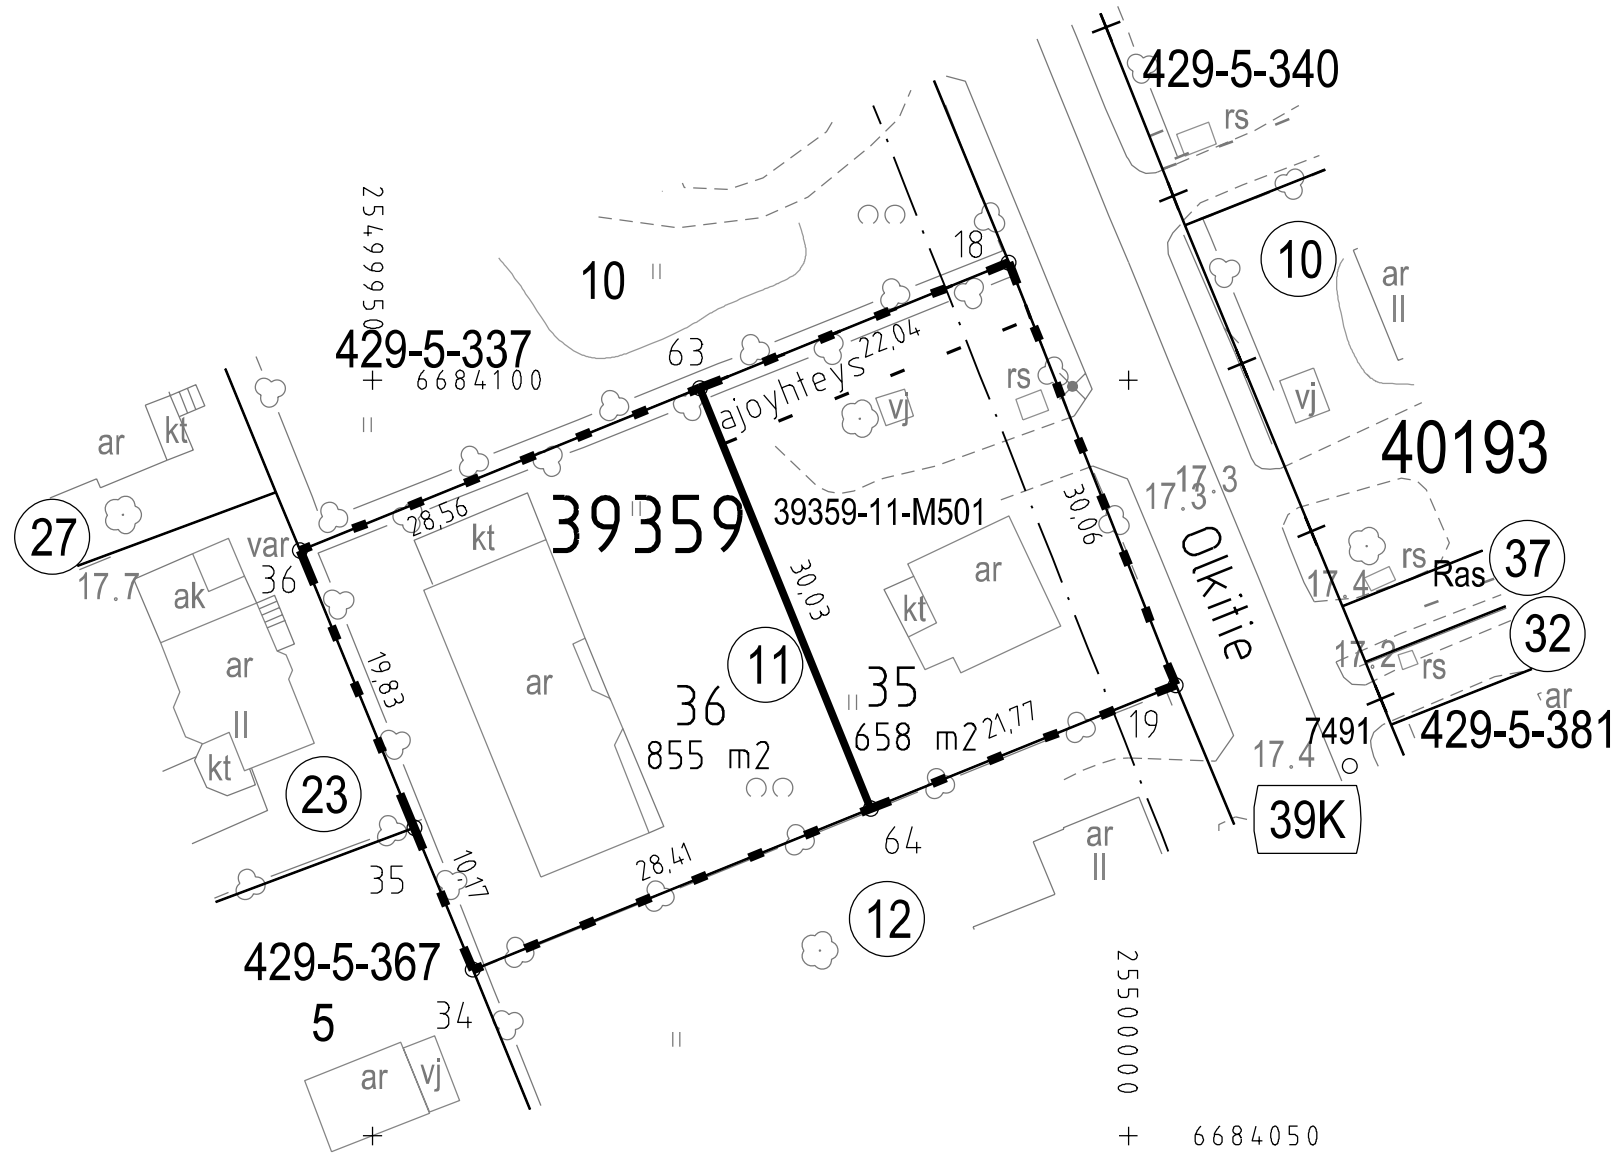 429-5-340
rs
25499950
18
10
10
ar
II
63
22,04
429-5-337
6684100
ajoyhteys
rs
vj
vj
kt
ar
40193
17.3
17.3
28,56
39359
39359-11-M501
30,06
27
kt
Olkitie
var
36
17.7
ak
30,03
ar
rs
37
Ras
17.4
kt
32
11
17.2
rs
ar
II
19,83
ar
36
35
ar
kt
855 m2
658 m2
21,77
19
7491
429-5-381
17.4
23
39K
64
ar
II
35
10,17
28,41
12
429-5-367
5
34
25500000
ar
vj
6684050